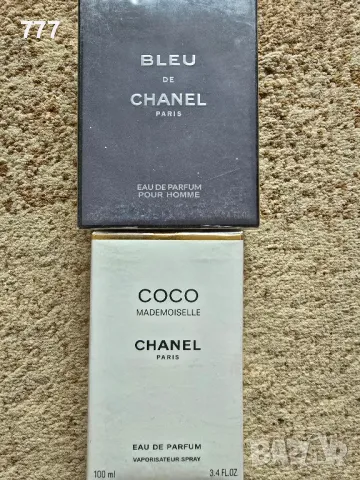 777
BLEU
DE
CHANEL
PARIS
EAU DE PARFUM
POUR HOMME
COCO
MADEMOISELLE
CHANEL
PARIS
EAU DE PARFUM
VAPORISATEUR SPRAY
100 ml 3.4 FL.OZ